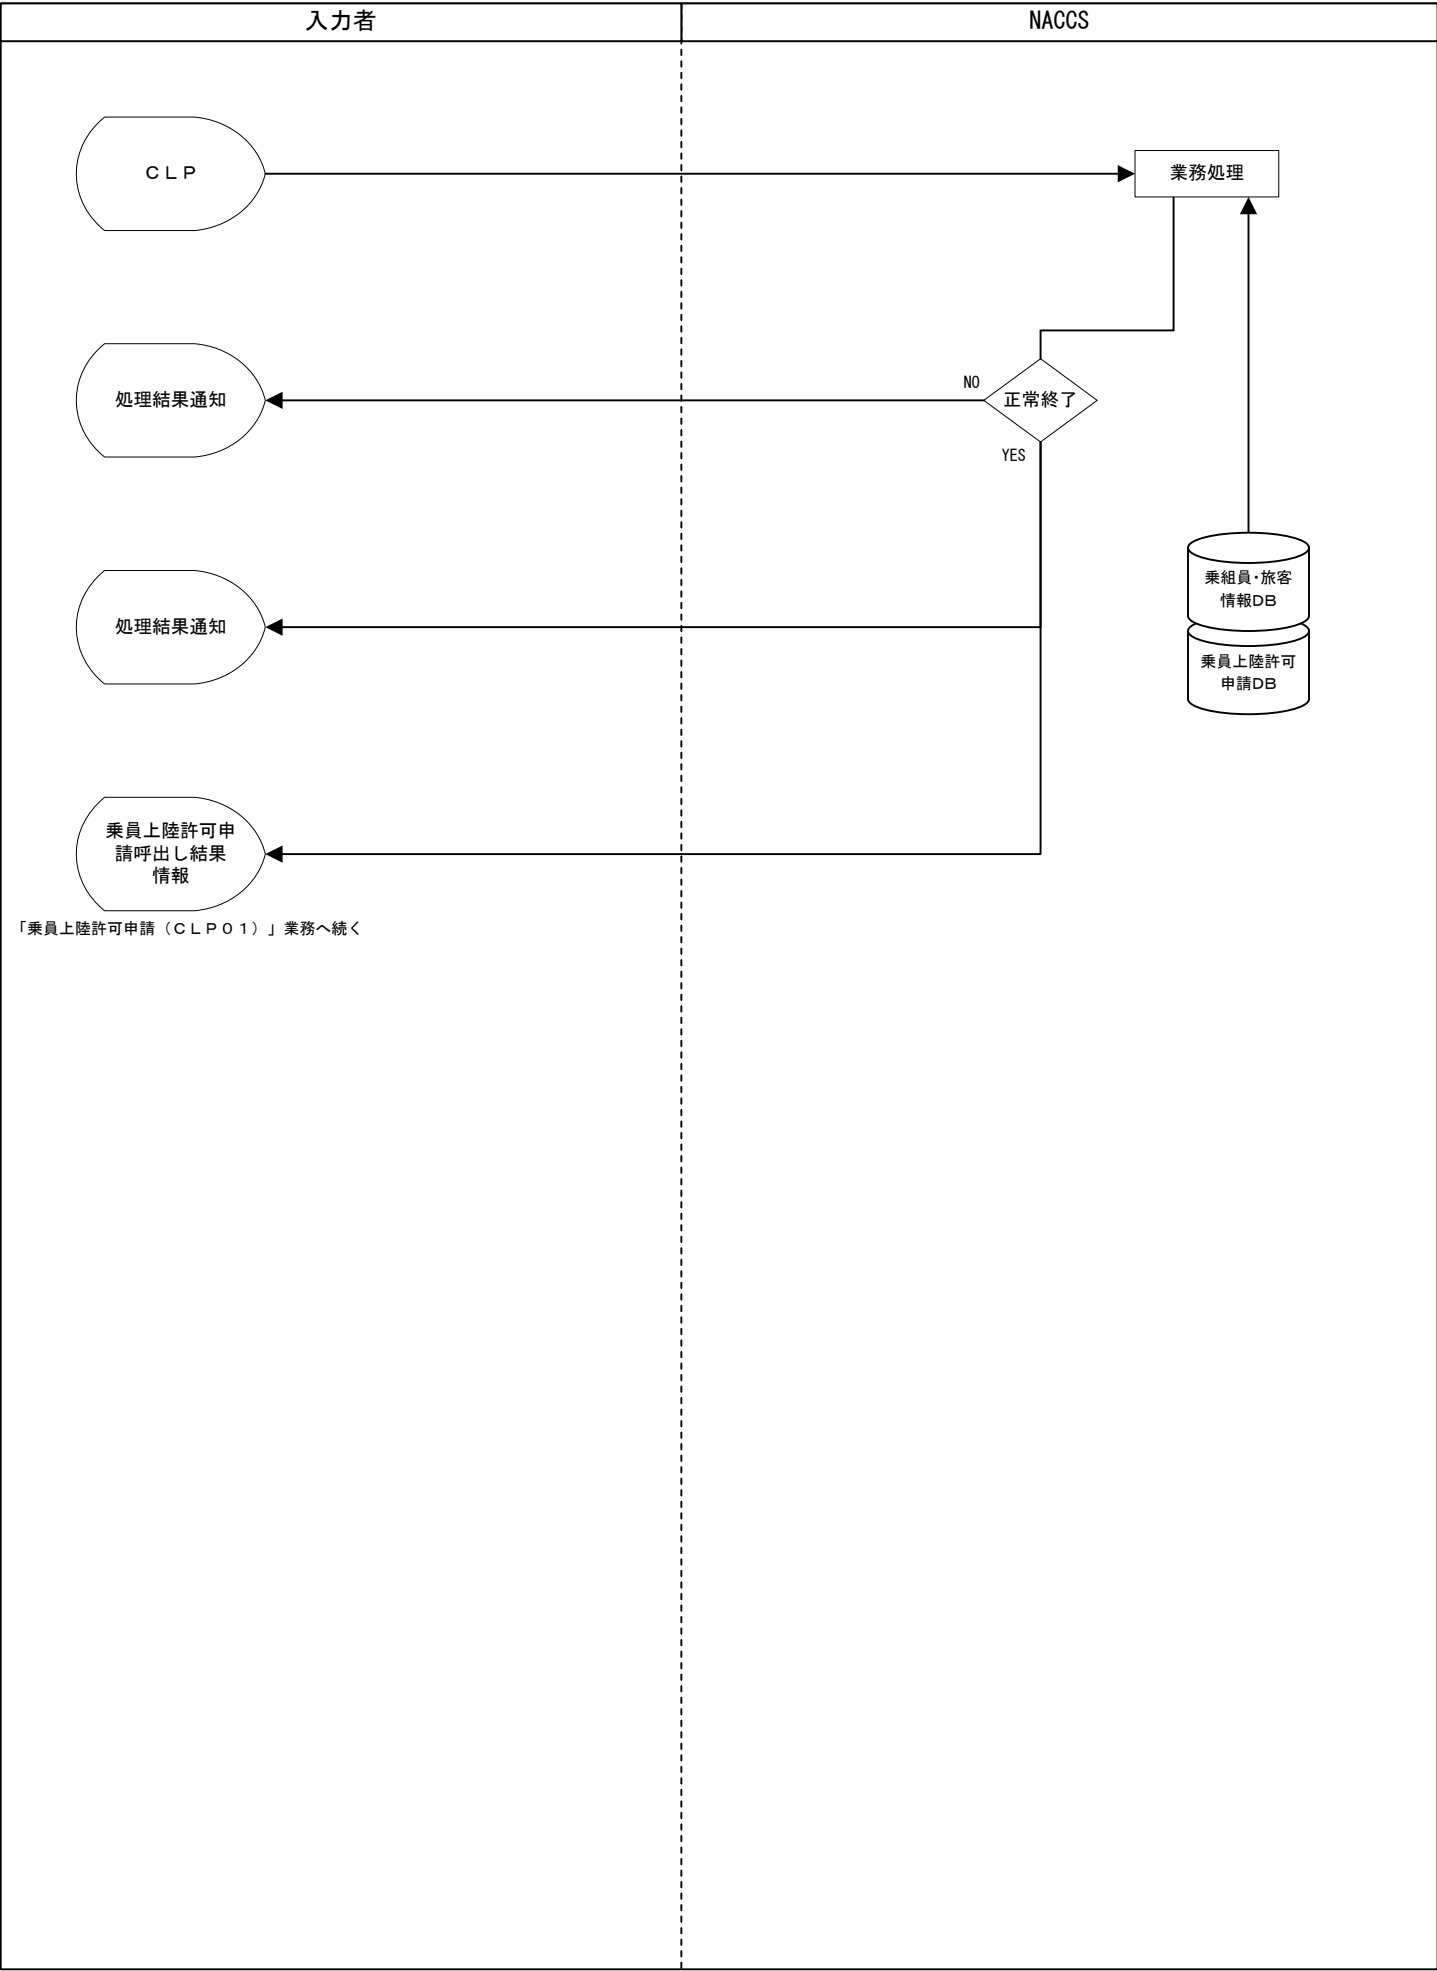 入力者
NACCS
ＣＬＰ
業務処理
処理結果通知
NO
正常終了
YES
処理結果通知
乗組員・旅客
情報DB
乗員上陸許可
申請DB
乗員上陸許可申
請呼出し結果
情報
「乗員上陸許可申請（ＣＬＰ０１）」業務へ続く